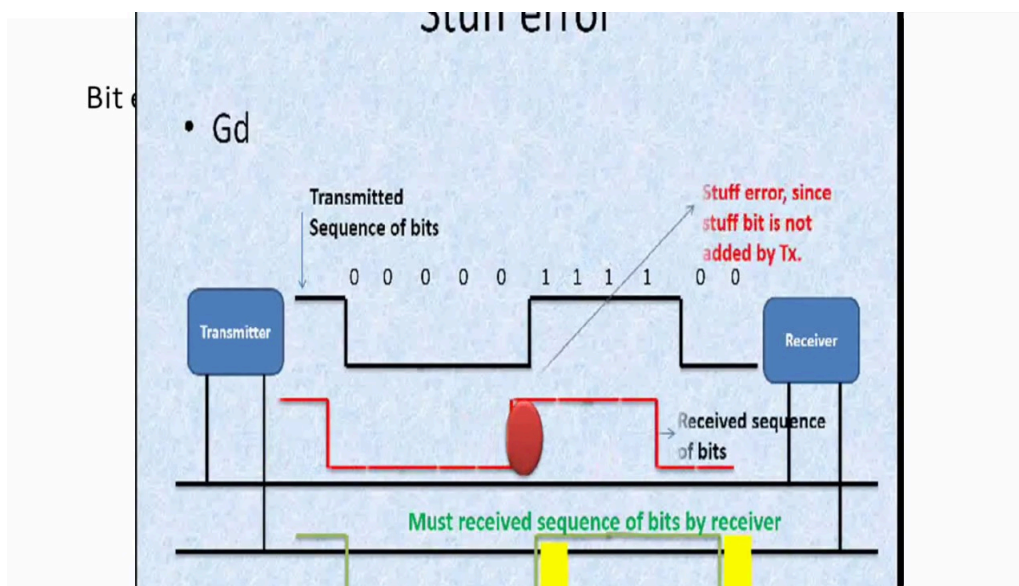 Stuff error
Bit
• Gd
Transmitted
Sequence of bits
Stuff error, since
stuff bit is not
added by Tx.
0 0 0 0 0 1 1 1 1 0 0
Transmitter
Receiver
Received sequence
of bits
Must received sequence of bits by receiver